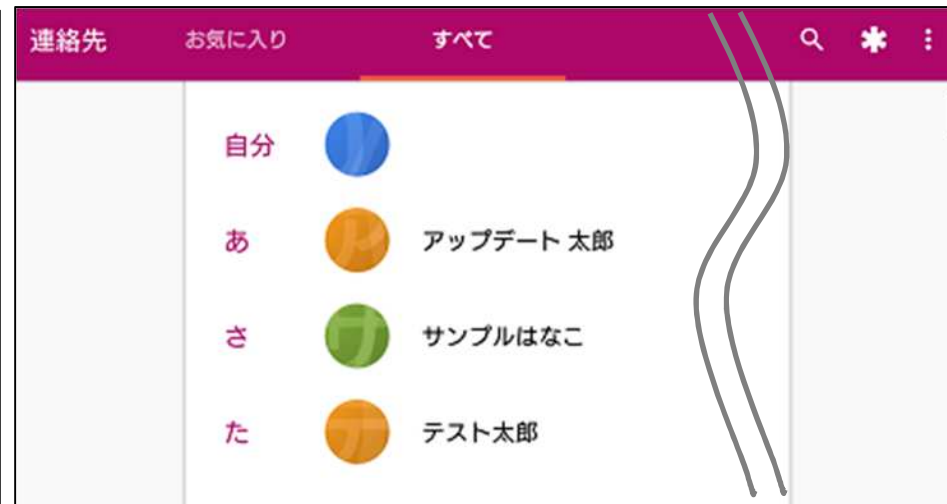 連絡先 お気に入り すべて
自分
あ アップデート 太郎
さ サンプルはなこ
た テスト太郎